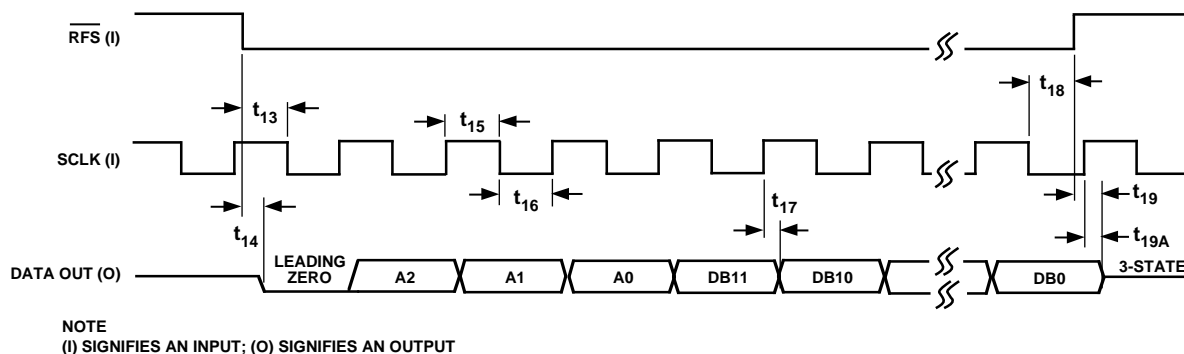 RFS (I)
t13
t15
t18
SCLK (I)
t16
t17
t19
t14
t19A
DATA OUT (O)
LEADING
ZERO
A2
A1
A0
DB11
DB10
DB0
3-STATE
NOTE
(I) SIGNIFIES AN INPUT; (O) SIGNIFIES AN OUTPUT